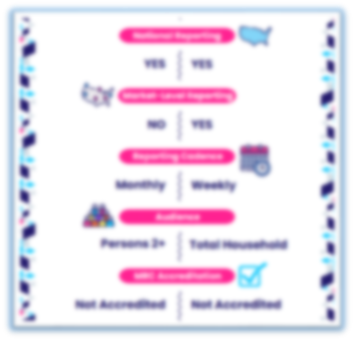 National Reporting
YES YES
Market-Level Reporting
NO YES
Reporting Cadence
Monthly Weekly
Audience
Persons 2+ Total Household
MRC Accreditation
Not Accredited Not Accredited